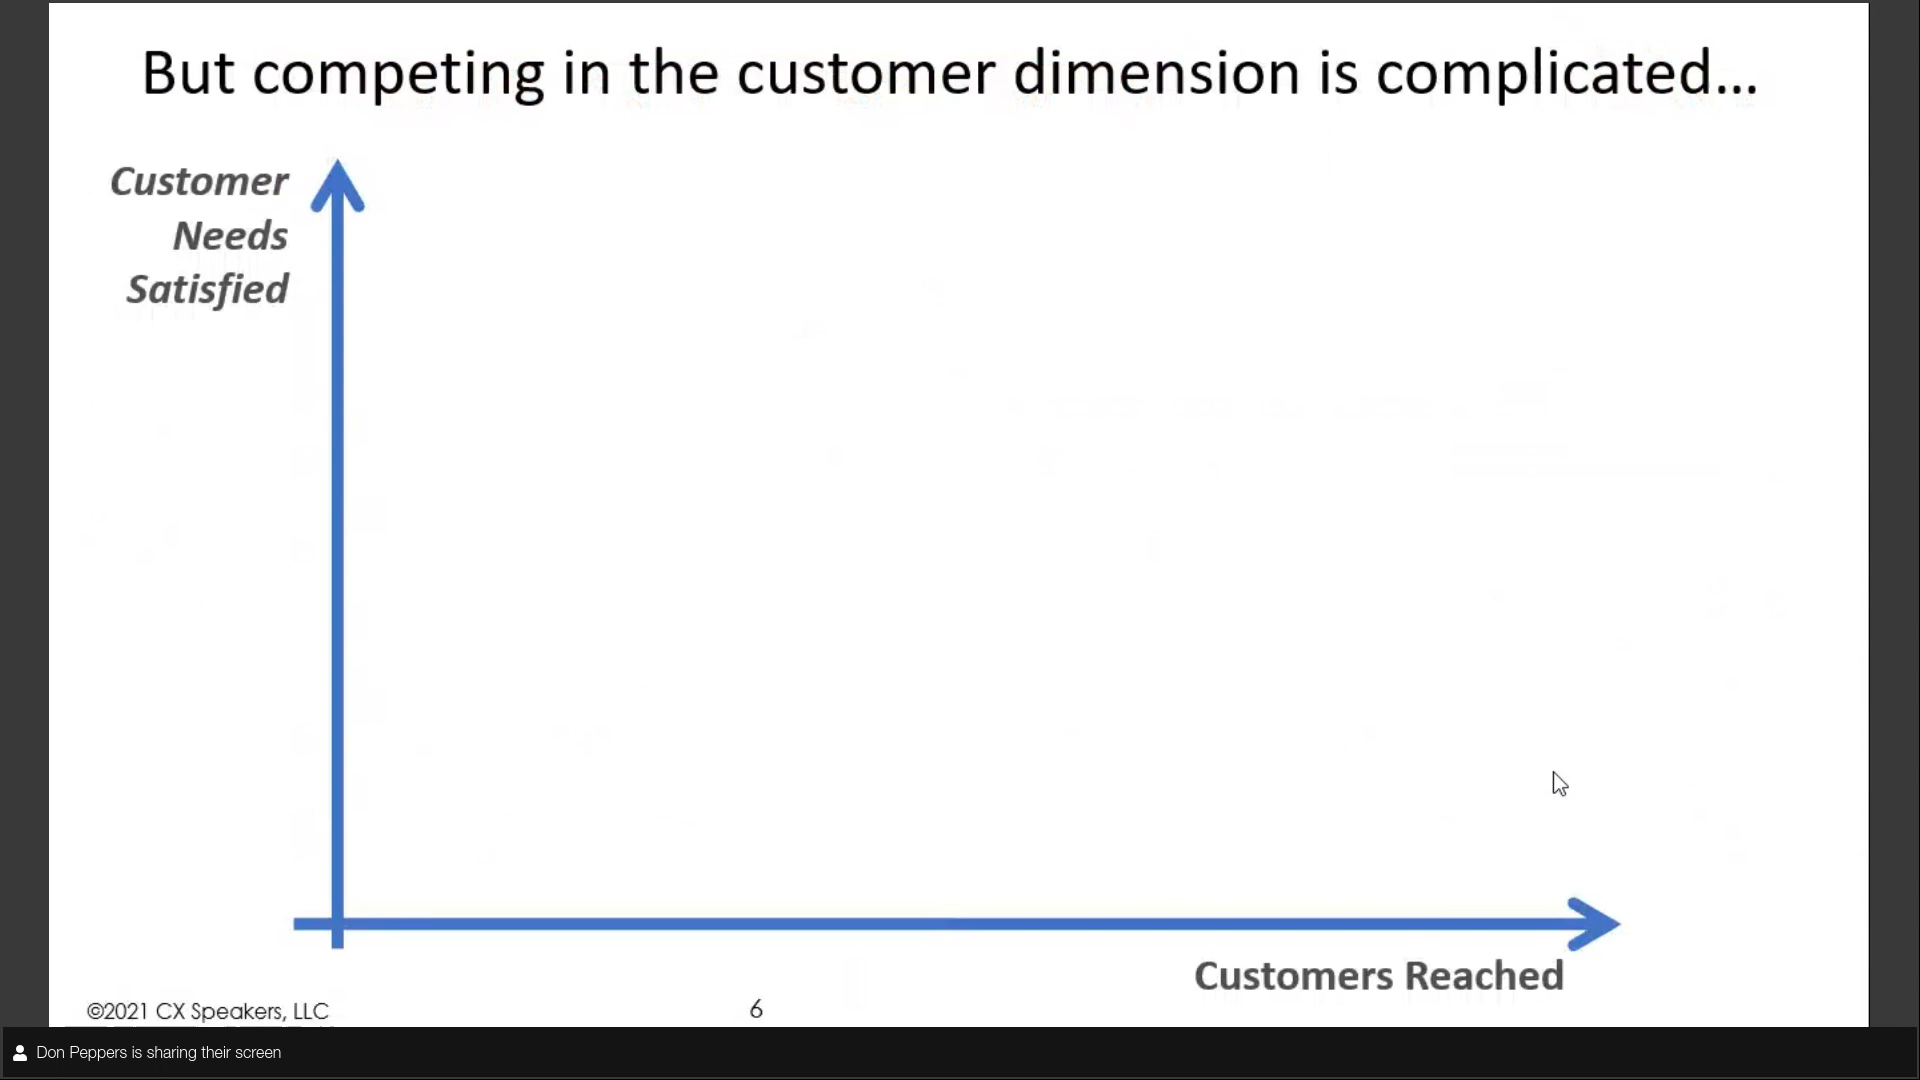 But competing in the customer dimension is complicated...
Customer
Needs
Satisfied
Customers Reached
©2021 CX Speakers, LLC
6
Don Peppers is sharing their screen